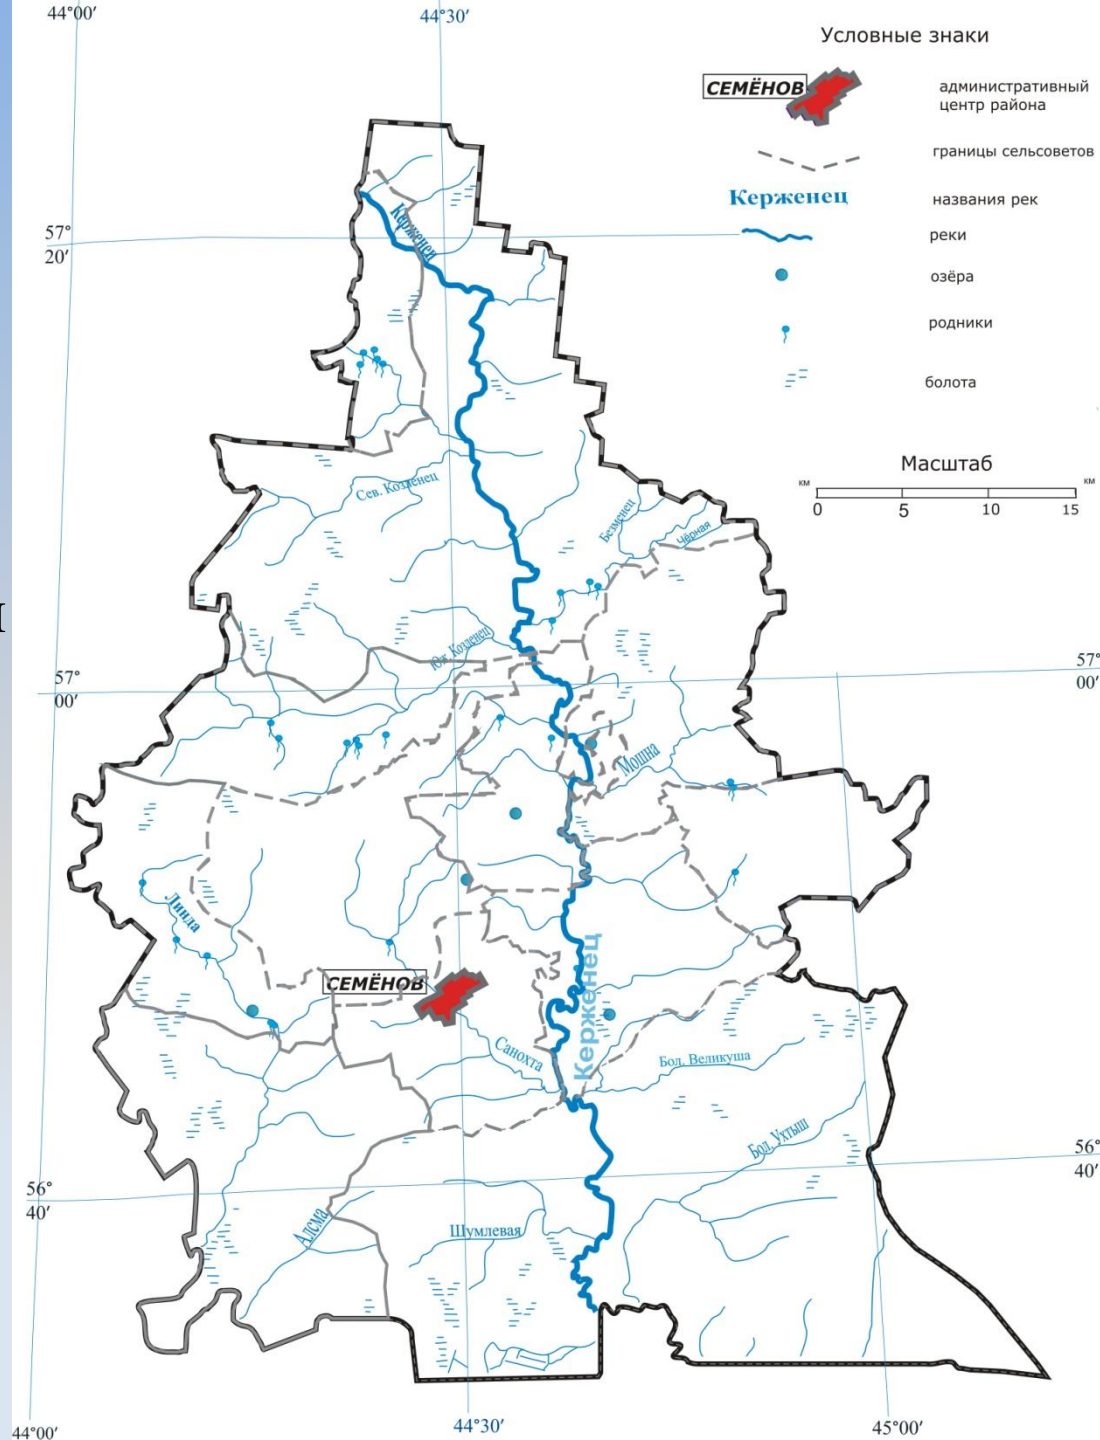 44°00′
44°30′
Условные знаки
СЕМЁНОВ
административный
центр района
границы сельсоветов
Керженец
названия рек
реки
озёра
родники
болота
Масштаб
км
км
0
5
10
15
57°
20′
Керженец
Сев. Козленец
Безменец
Чёрная
И
Юж. Козленец
57°
00′
57°
00′
Мошна
Линда
СЕМЁНОВ
Керженец
Санохта
Бол. Великуша
Бол. Ухтыш
56°
40′
56°
40′
Алсма
Шумлевая
44°00′
44°30′
45°00′